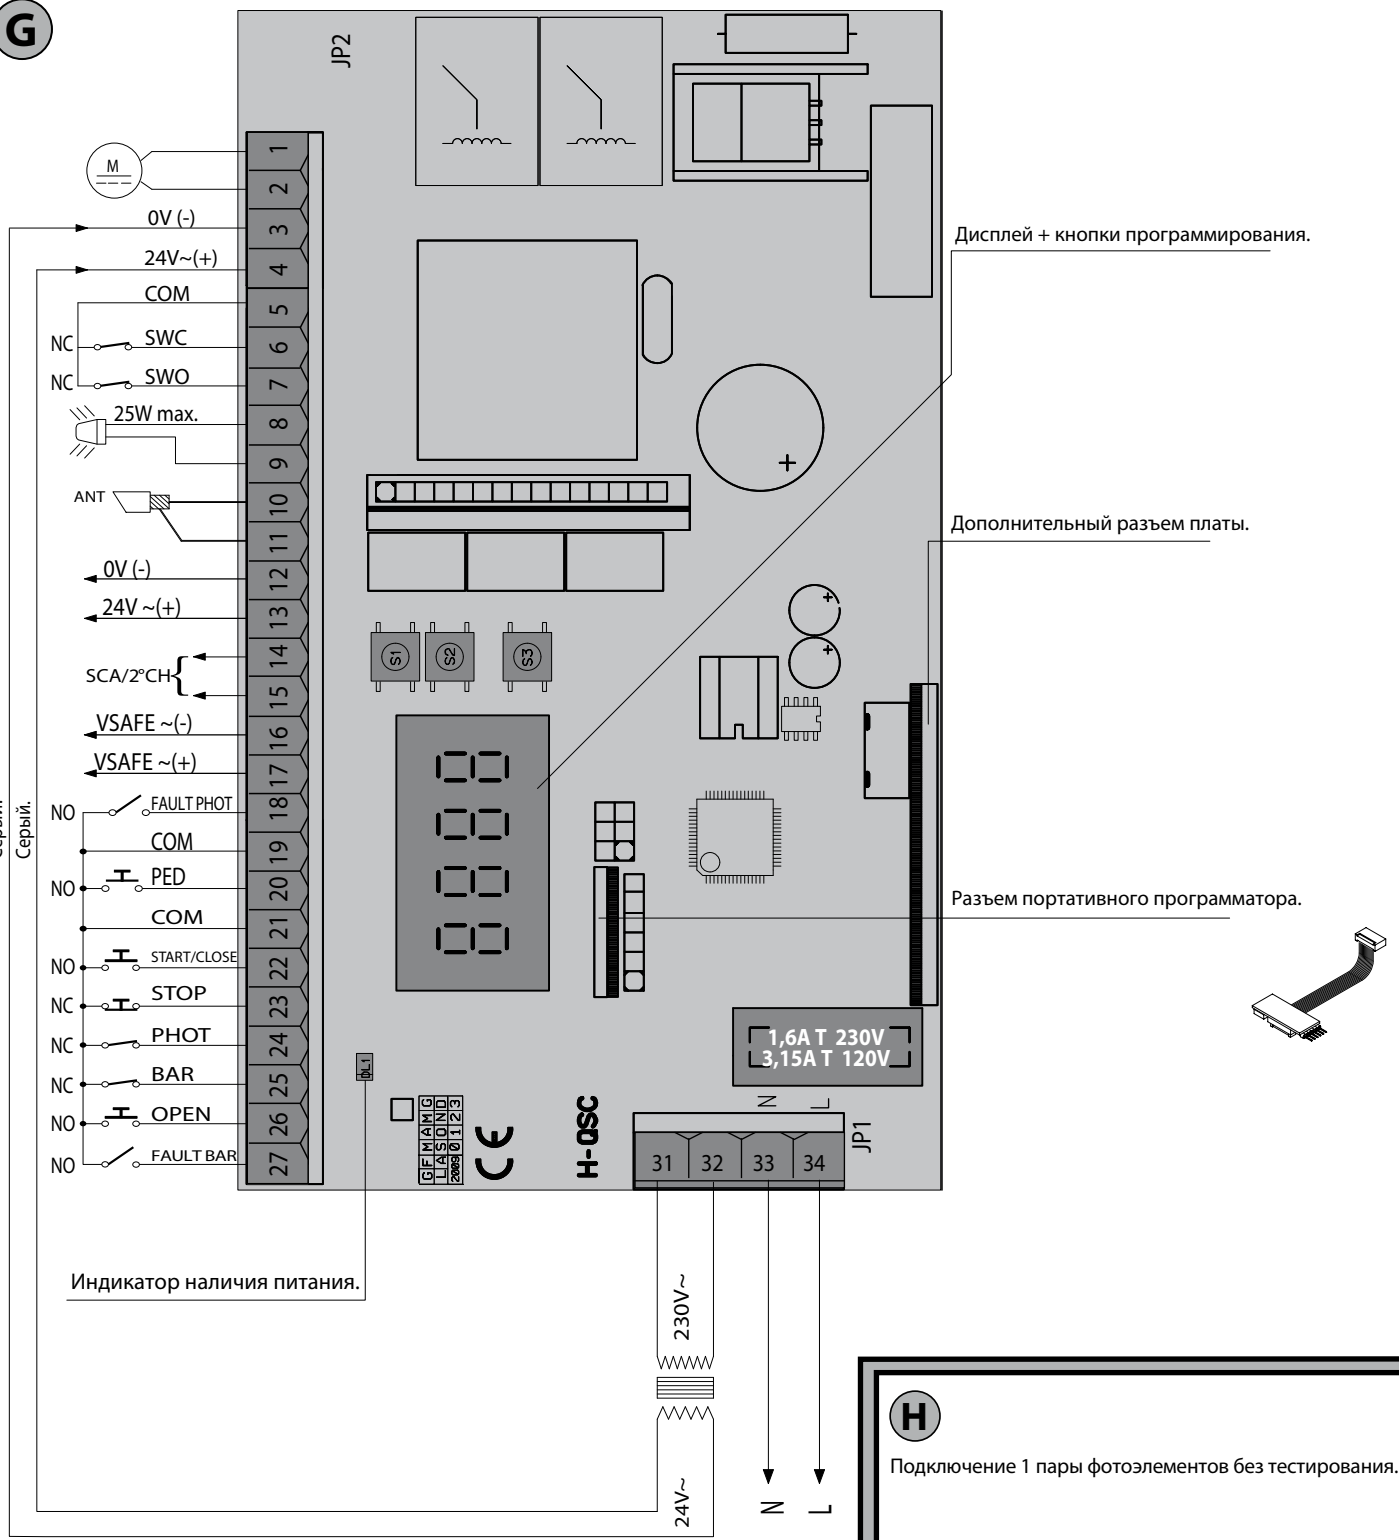 G
JP2
M
1
2
0V (-)
3
24V~(+)
4
COM
5
NC
SWC
6
NC
SWO
7
25W max.
8
9
ANT
10
11
0V (-)
12
24V ~(+)
13
14
SCA/2°CH
15
VSAFE ~(-)
16
VSAFE ~(+)
17
NO
FAULT PHOT
18
COM
19
NO
PED
20
COM
21
NO
START/CLOSE
22
NC
STOP
23
NC
PHOT
24
NC
BAR
25
NO
OPEN
26
NO
FAULT BAR
27
Серый.
+
+
+
S1
S2
S3
Дисплей + кнопки программирования.
Дополнительный разъем платы.
Разъем портативного программатора.
1,6A T 230V
3,15A T 120V
DL1
G F M A M G
L A S O N D
2009 0 1 2 3
CE
H-QSC
N
L
JP1
31
32
33
34
Индикатор наличия питания.
230V~
24V~
N
L
H
Подключение 1 пары фотоэлементов без тестирования.